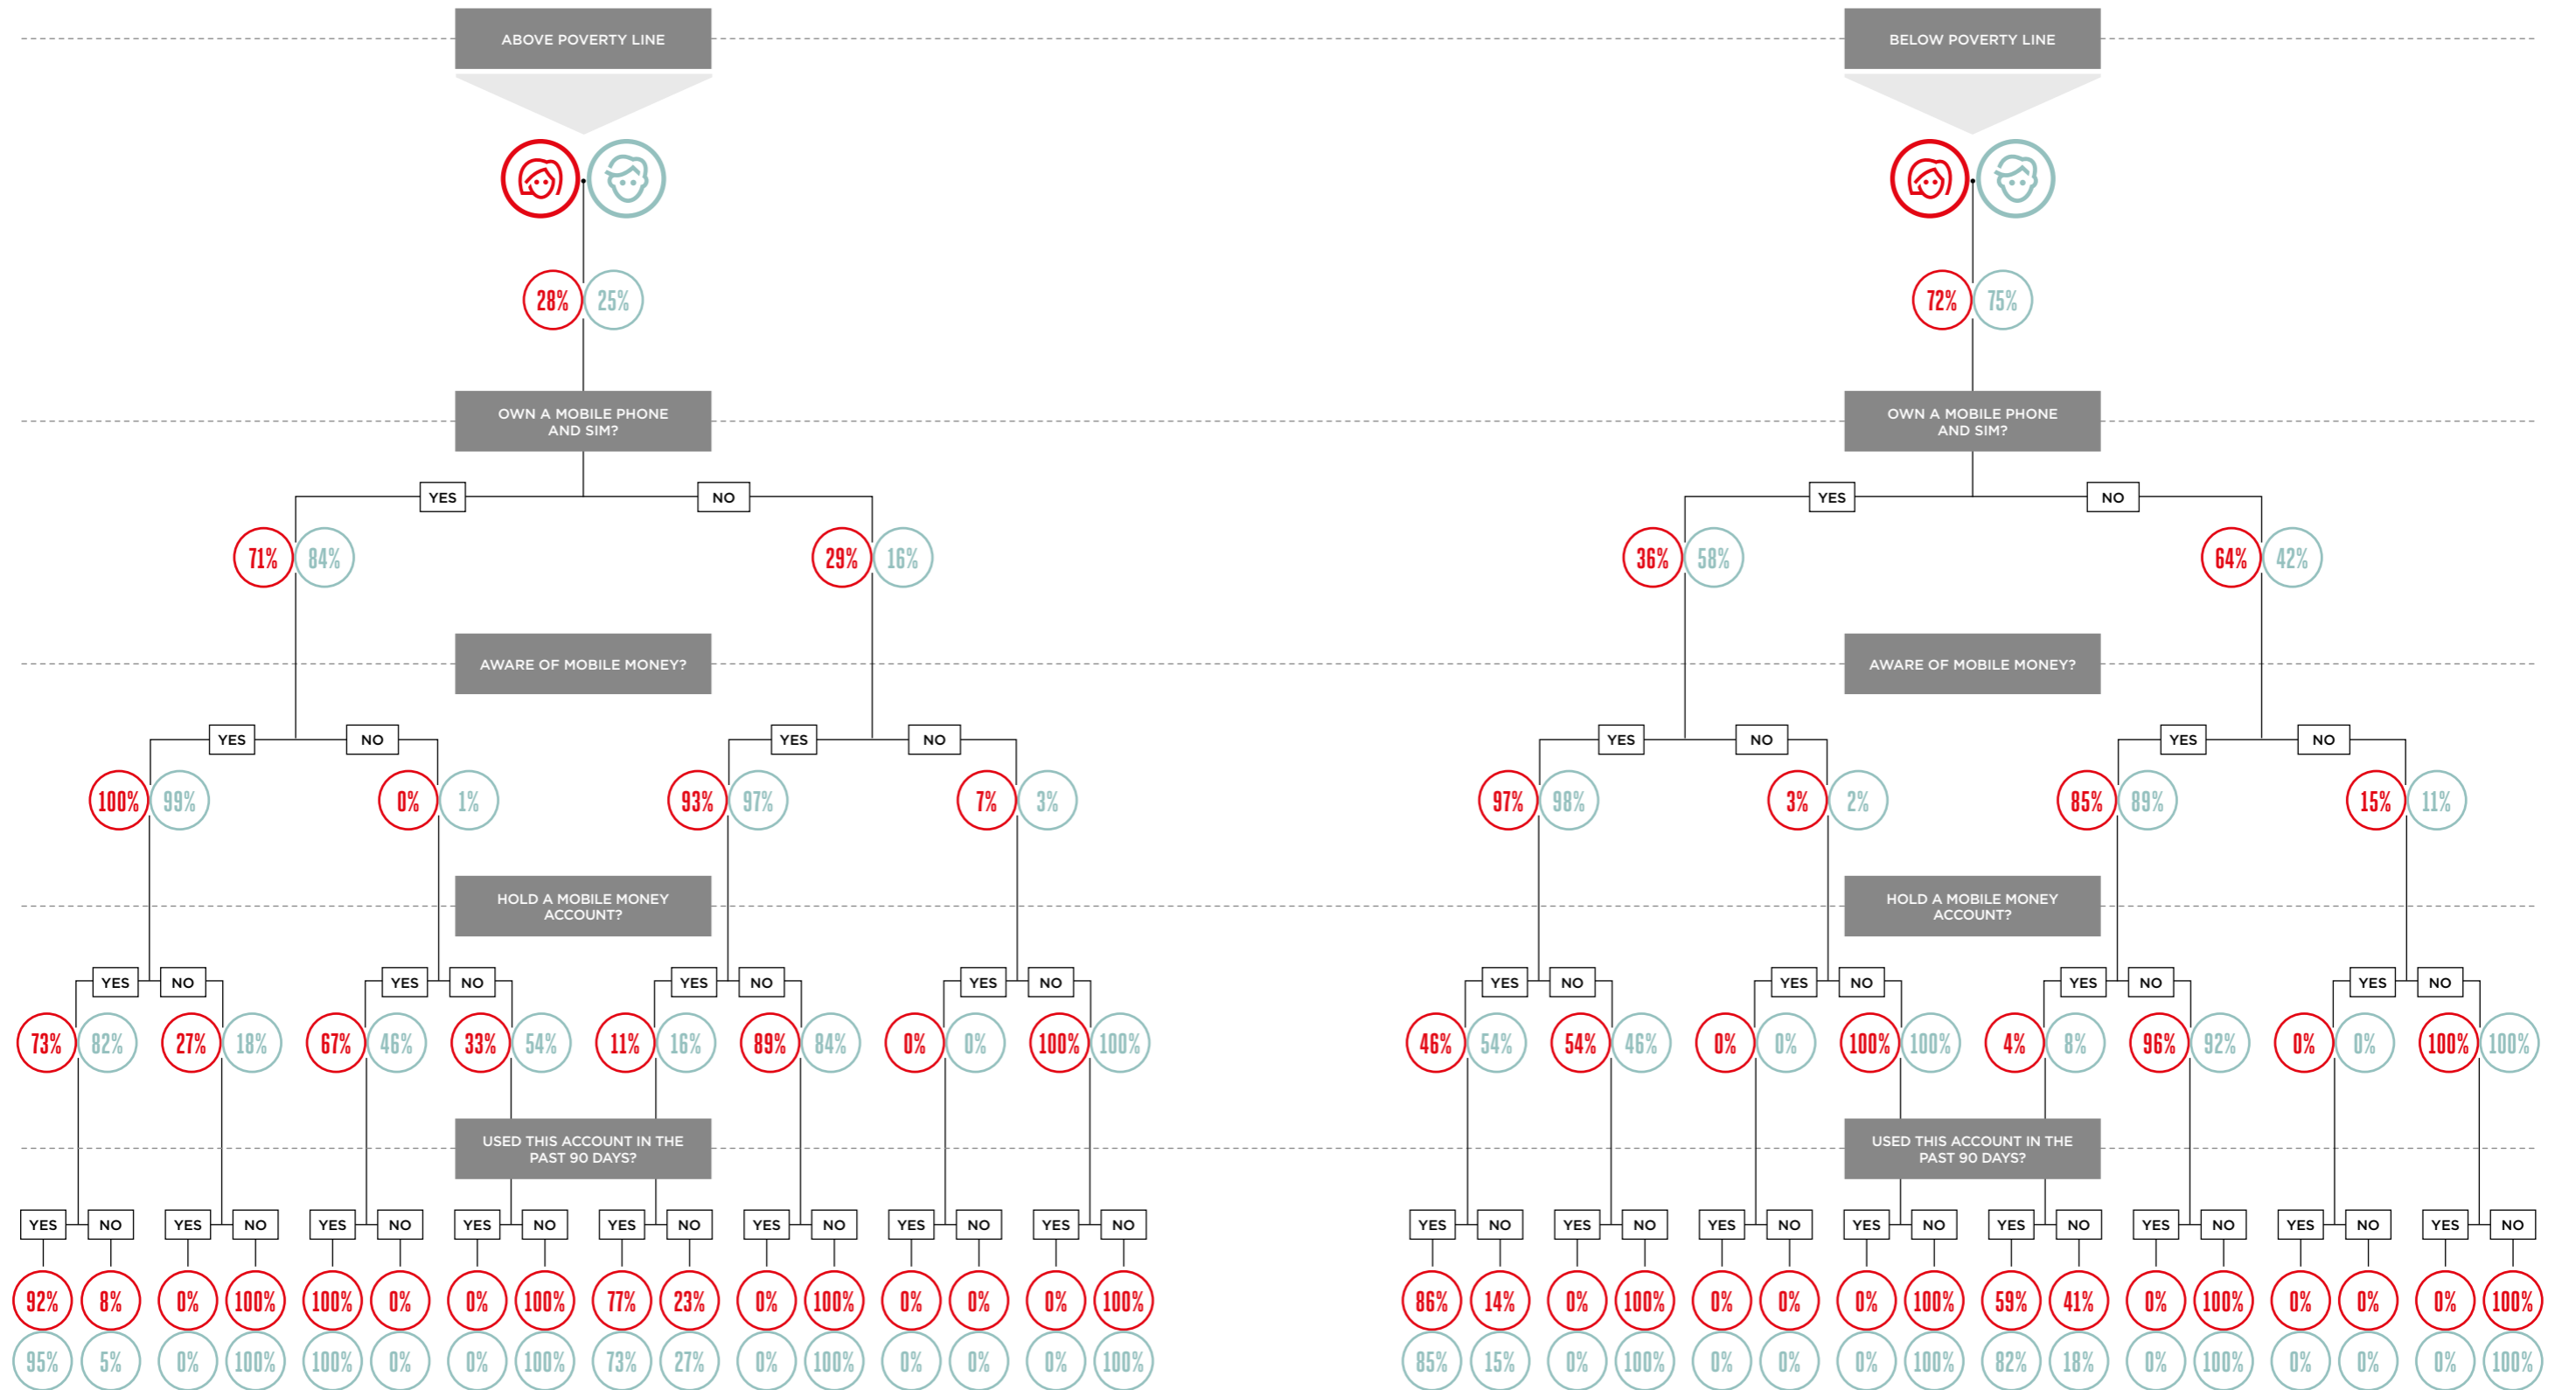 ABOVE POVERTY LINE BELOW POVERTY LINE
28% 25% 72% 75%
OWN A MOBILE PHONE OWN A MOBILE PHONE
AND SIM? AND SIM?
YES NO YES NO
71% 84% 29% 16% 36% 58% 64% 42%
AWARE OF MOBILE MONEY? AWARE OF MOBILE MONEY?
YES NO YES NO YES NO YES NO
100% 99% 0% 1% 93% 97% 7% 3% 97% 98% 3% 2% 85% 89% 15% 11%
HOLD A MOBILE MONEY HOLD A MOBILE MONEY
ACCOUNT? ACCOUNT?
YES NO YES NO YES NO YES NO YES NO YES NO YES NO YES NO
73% 82% 27% 18% 67% 46% 33% 54% 11% 16% 89% 84% 0% 0% 100% 100% 46% 54% 54% 46% 0% 0% 100% 100% 4% 8% 96% 92% 0% 0% 100% 100%
USED THIS ACCOUNT IN THE USED THIS ACCOUNT IN THE
PAST 90 DAYS? PAST 90 DAYS?
YES NO YES NO YES NO YES NO YES NO YES NO YES NO YES NO YES NO YES NO YES NO YES NO YES NO YES NO YES NO YES NO
92% 8% 0% 100% 100% 0% 0% 100% 77% 23% 0% 100% 0% 0% 0% 100% 86% 14% 0% 100% 0% 0% 0% 100% 59% 41% 0% 100% 0% 0% 0% 100%
95% 5% 0% 100% 100% 0% 0% 100% 73% 27% 0% 100% 0% 0% 0% 100% 85% 15% 0% 100% 0% 0% 0% 100% 82% 18% 0% 100% 0% 0% 0% 100%